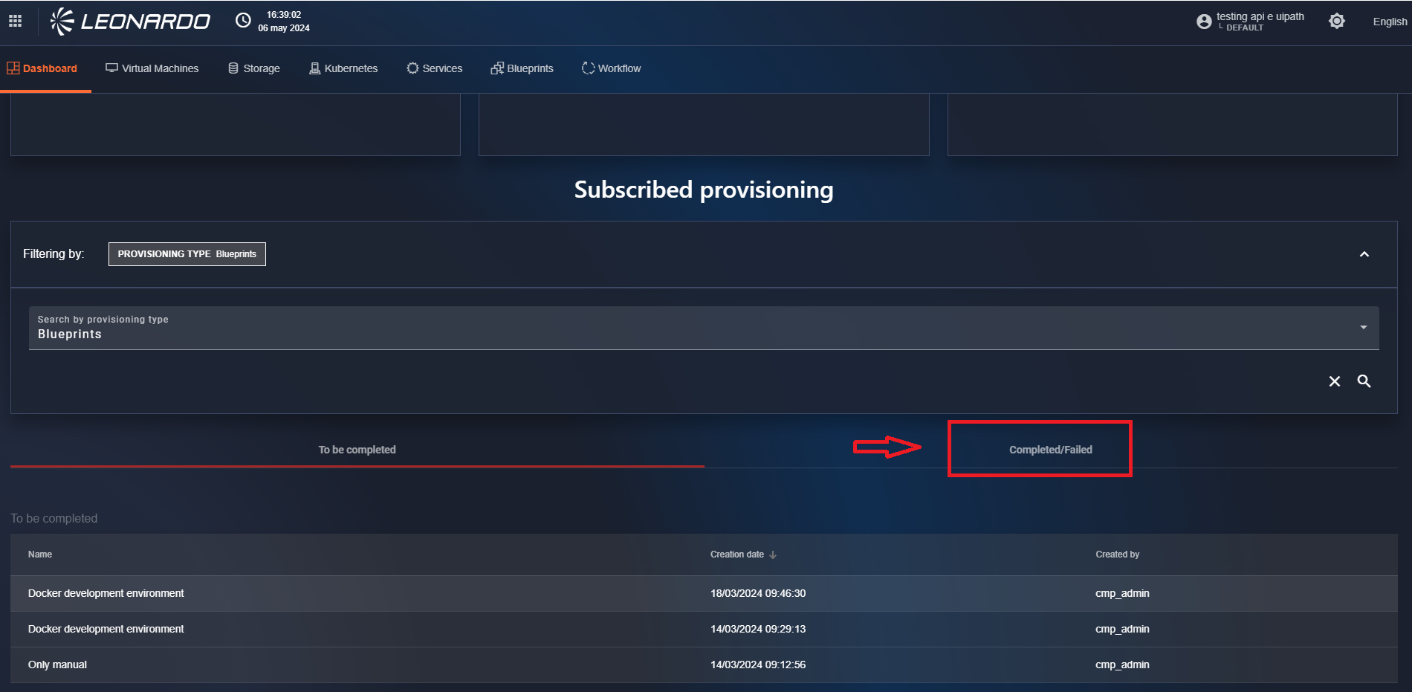 LEONARDO
16:39:02
06 may 2024
testing api e uipath
DEFAULT
English
Dashboard
Virtual Machines
Storage
Kubernetes
Services
Blueprints
Workflow
Subscribed provisioning
Filtering by:
PROVISIONING TYPE Blueprints
Search by provisioning type
Blueprints
To be completed
Completed/Failed
To be completed
Name Creation date Created by
Docker development environment 18/03/2024 09:46:30 cmp_admin
Docker development environment 14/03/2024 09:29:13 cmp_admin
Only manual 14/03/2024 09:12:56 cmp_admin